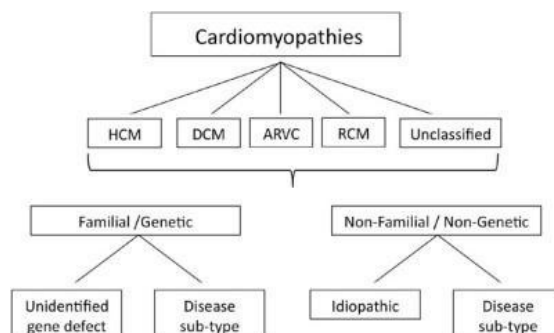 Cardiomyopathies
HCM DCM ARVC RCM Unclassified
Familial /Genetic Non-Familial / Non-Genetic
Unidentified
gene defect
Disease
sub-type
Idiopathic
Disease
sub-type